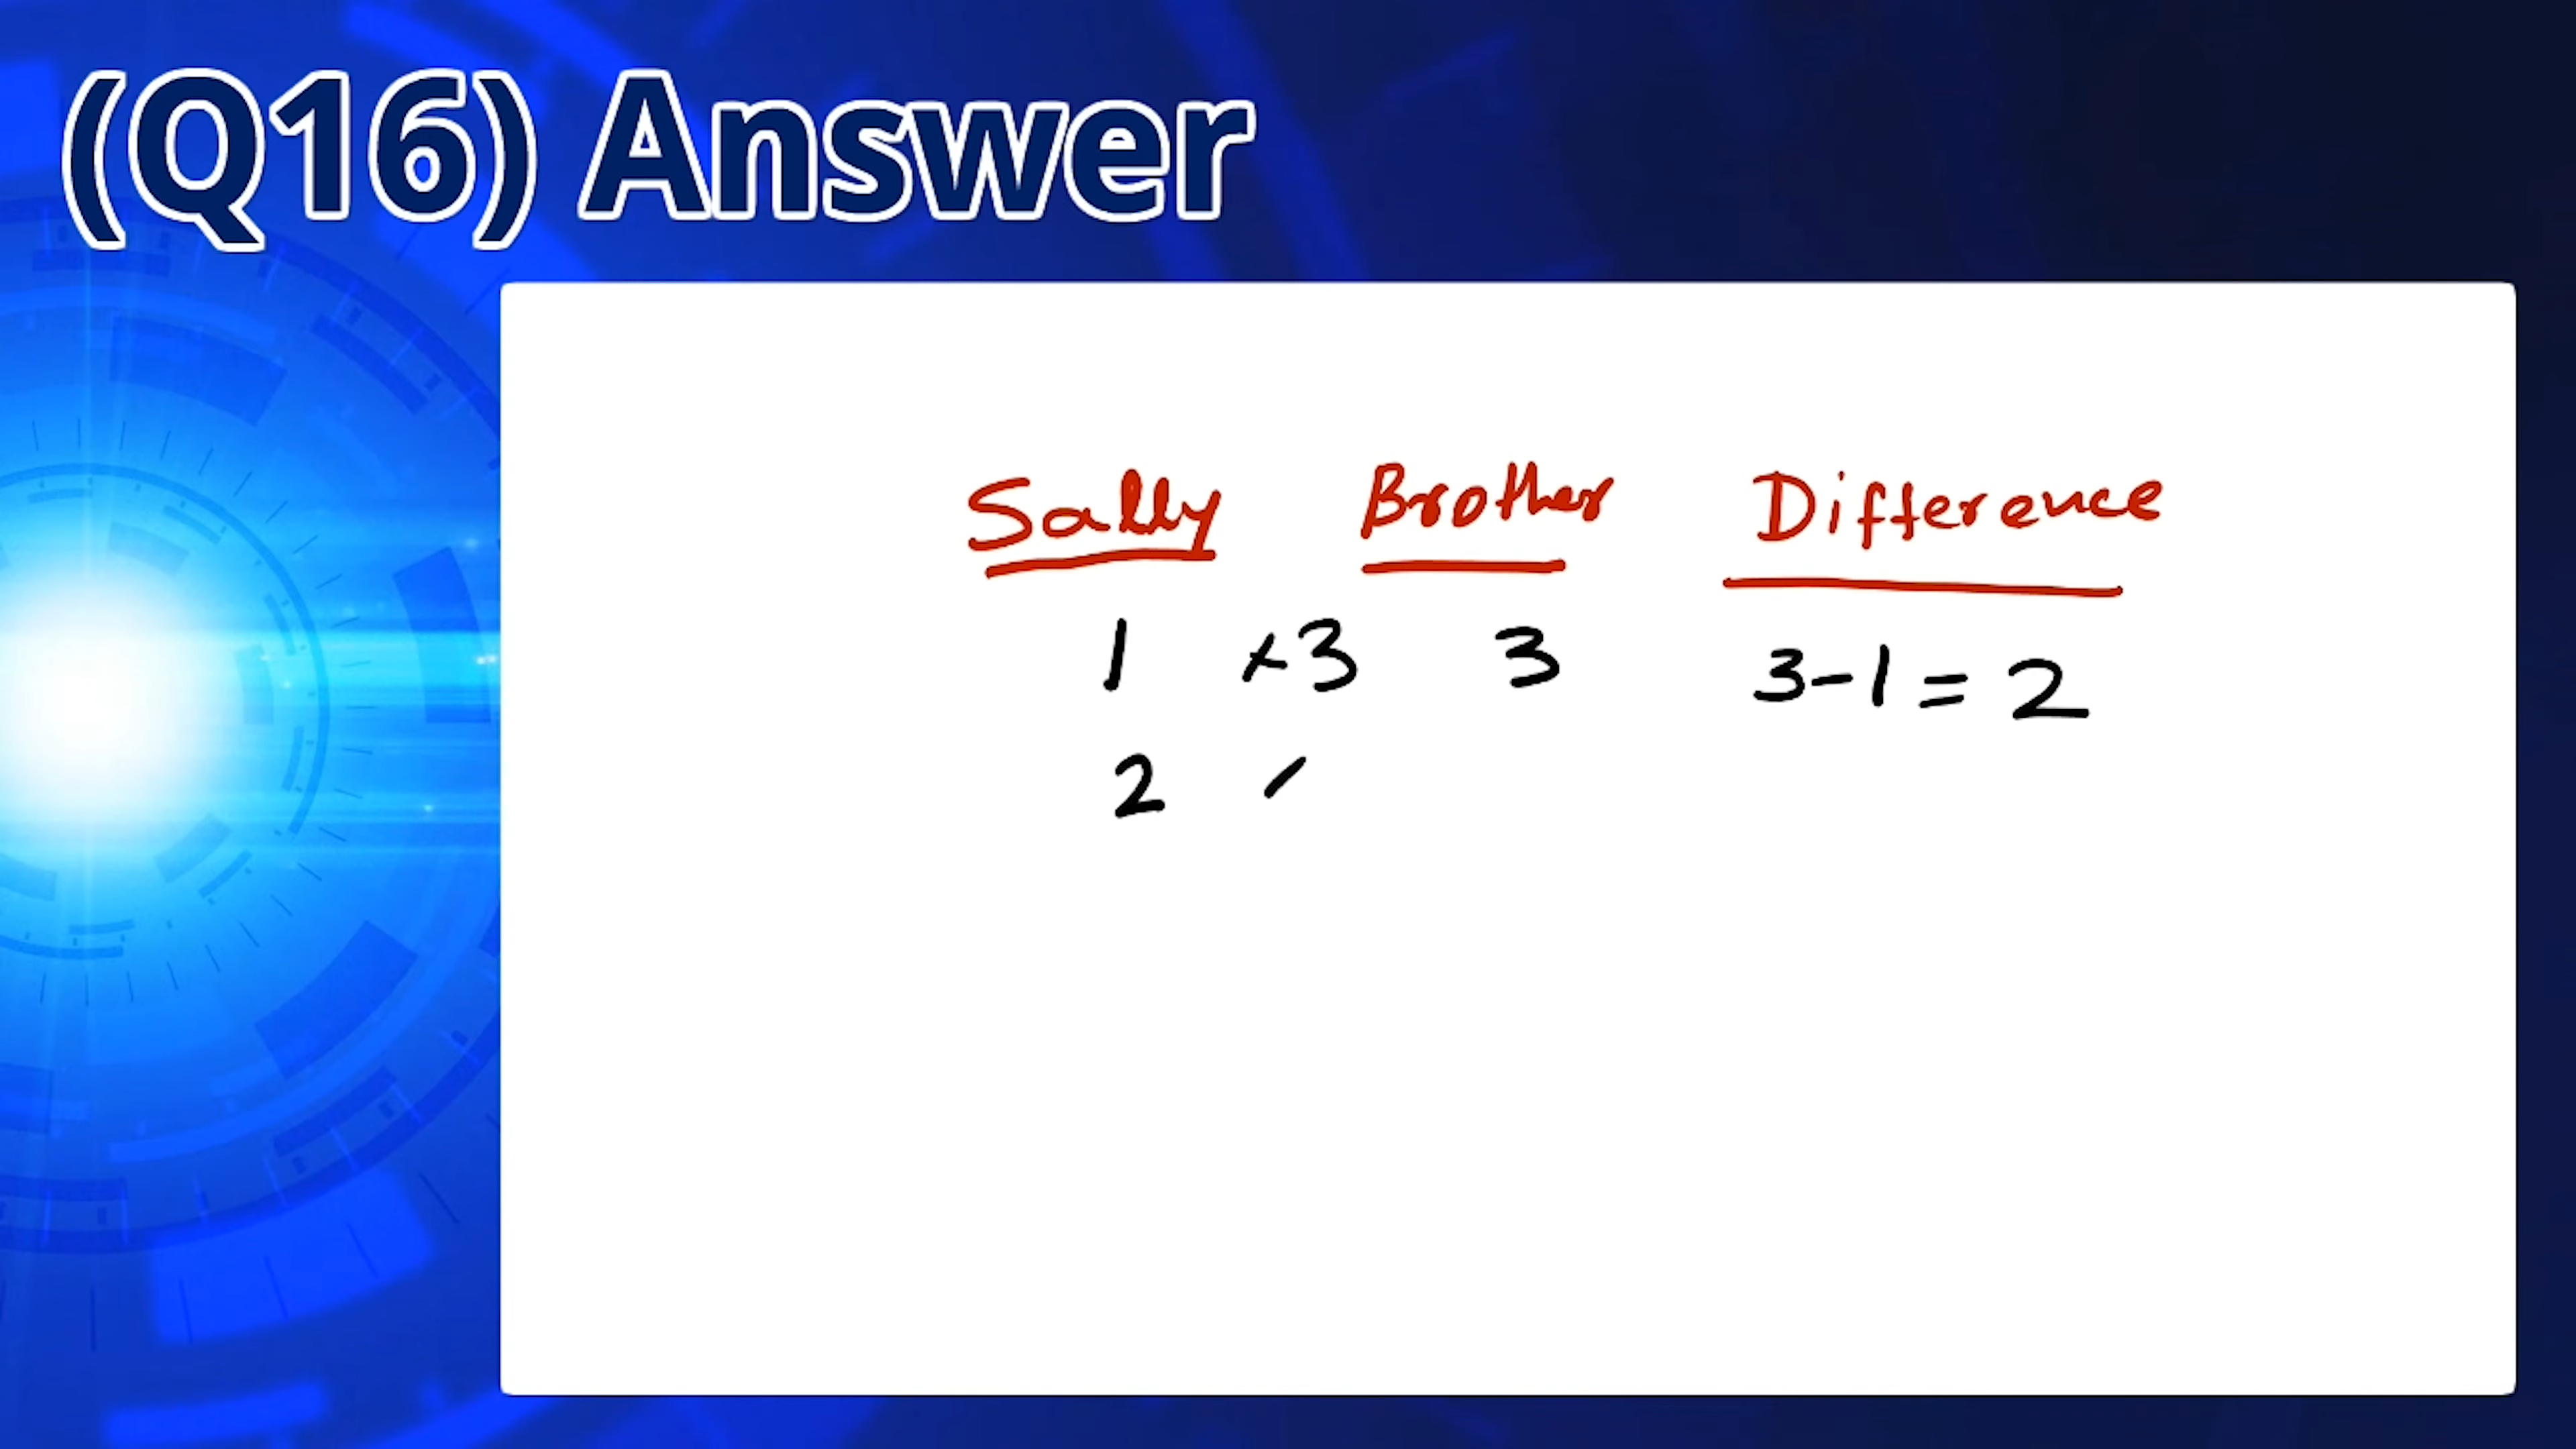 (Q16) Answer
Sally Brother Difference
1 ×3 3 3-1 = 2
2